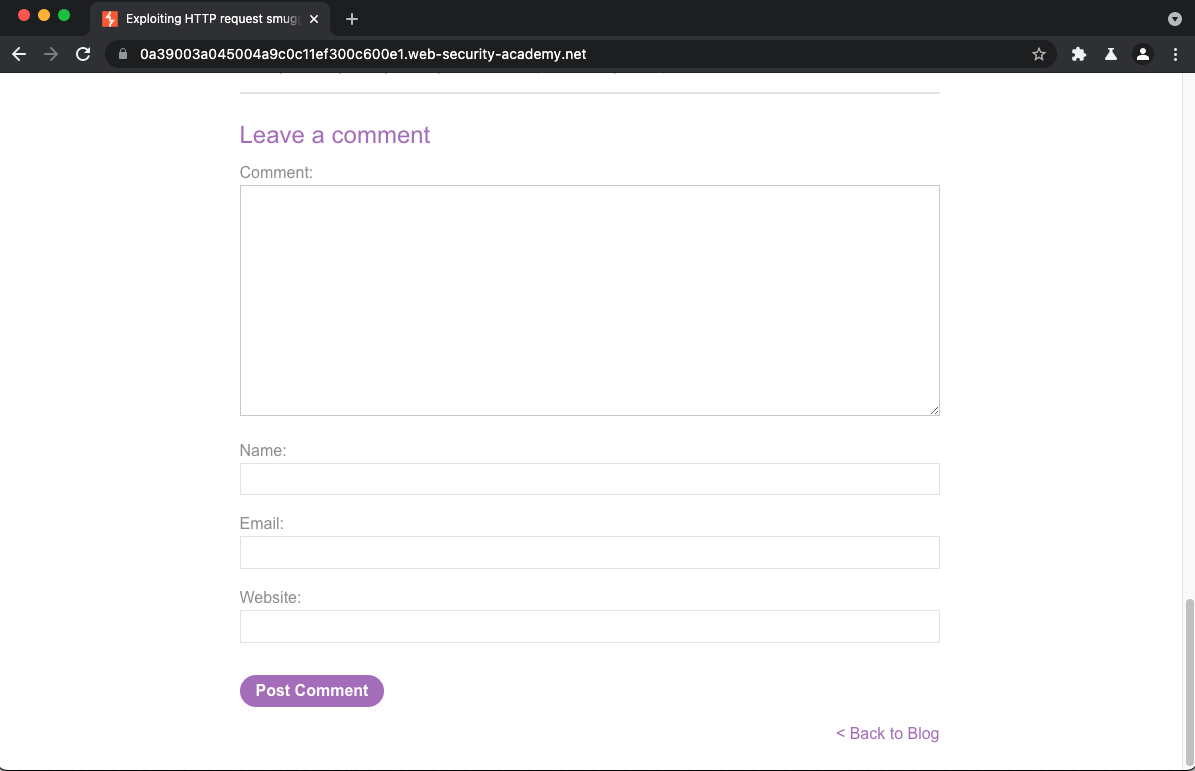 Exploiting HTTP request smug
0a39003a045004a9c0c11ef300c600e1.web-security-academy.net
Leave a comment
Comment:
Name:
Email:
Website:
Post Comment
< Back to Blog